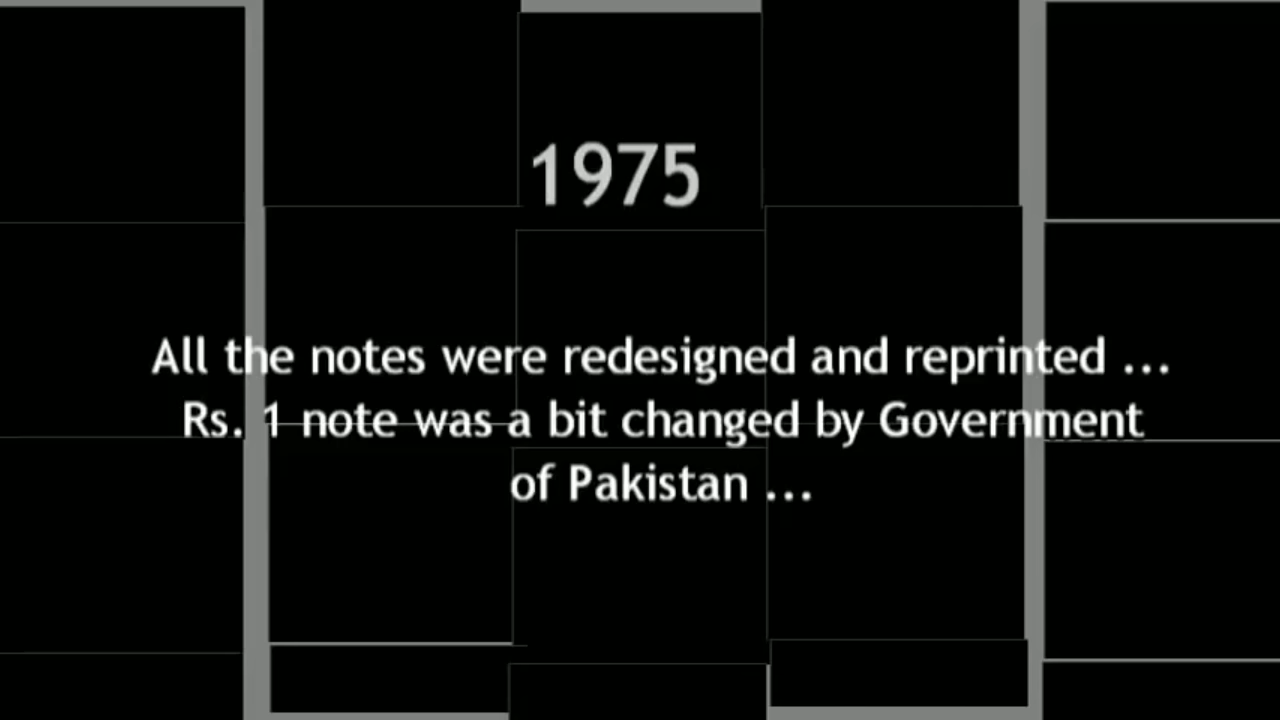 1975
All the notes were redesigned and reprinted ...
Rs. 1 note was a bit changed by Government
of Pakistan ...